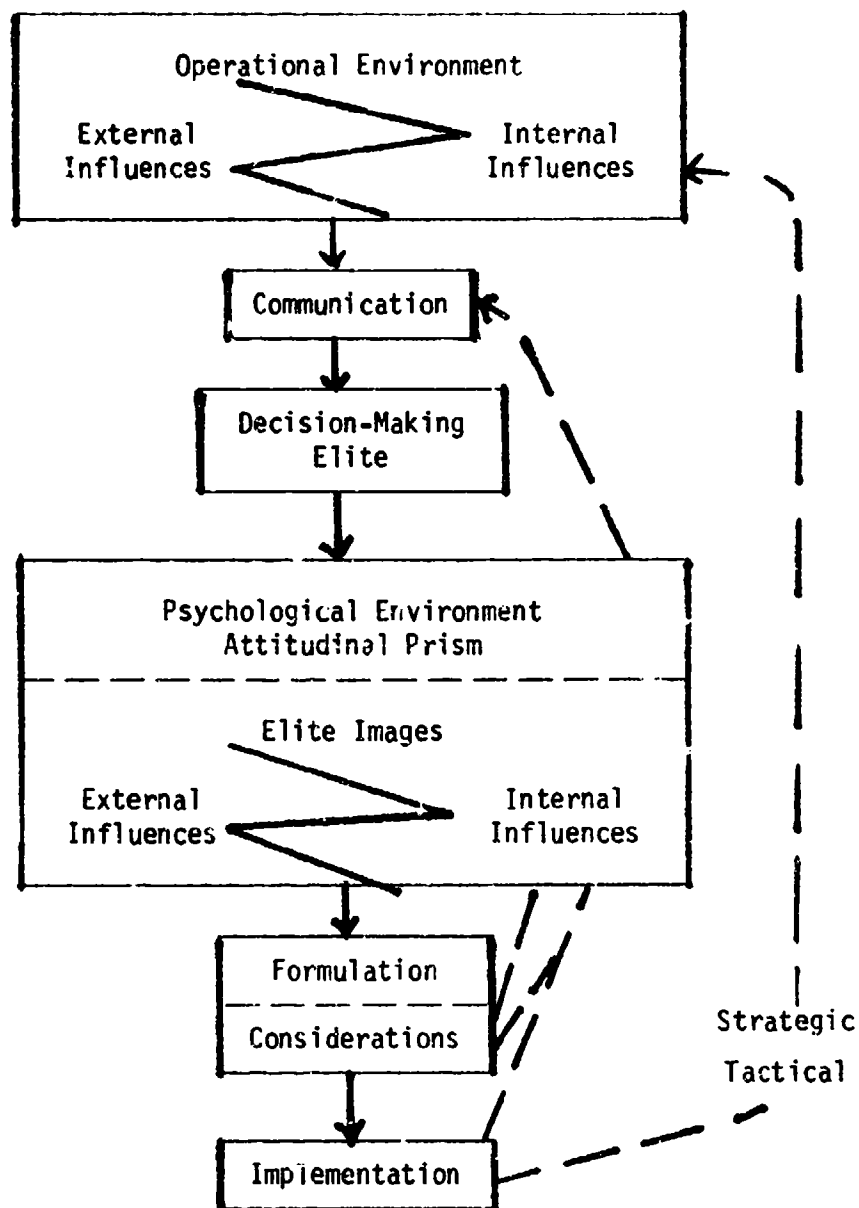 Operational Environment
External
Influences
Internal
Influences
Communication
Decision-Making
Elite
Psychological Environment
Attitudinal Prism
Elite Images
External
Influences
Internal
Influences
Formulation
Considerations
Strategic
Tactical
Implementation